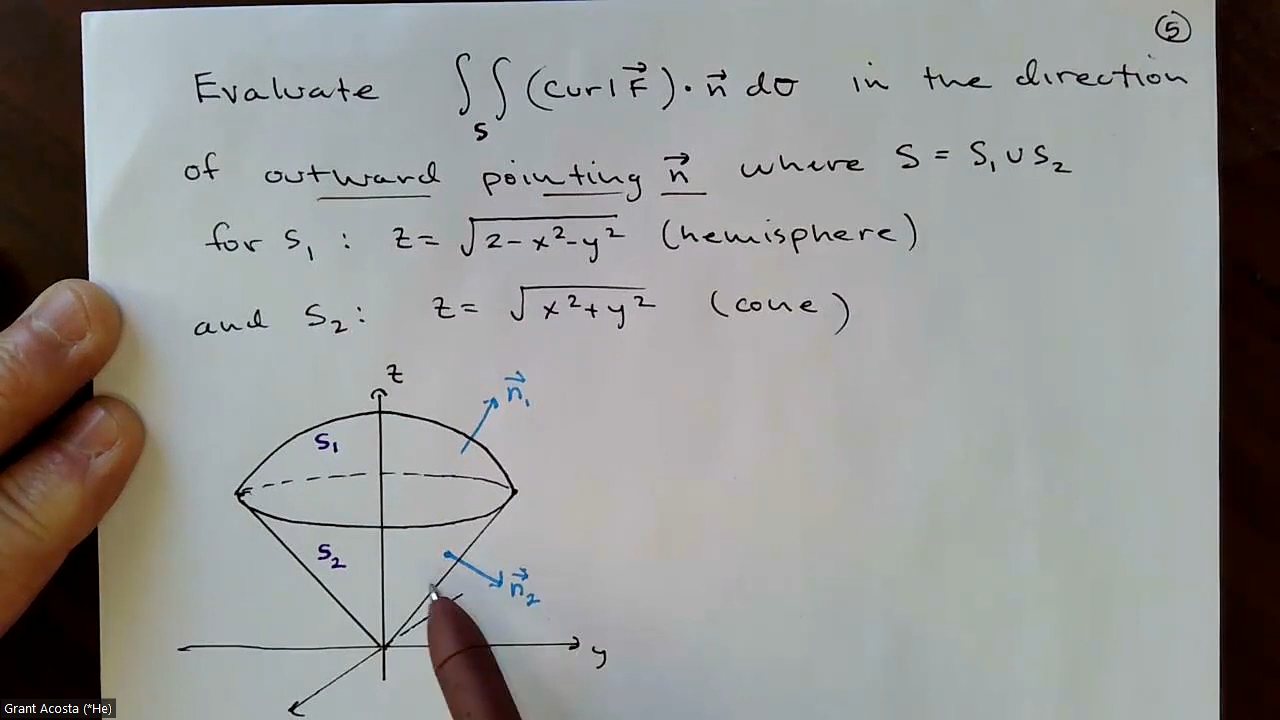 ⑤
Evaluate ∫∫_S (curl F⃗) · n⃗ dσ in the direction
of outward pointing n⃗ where S = S₁ ∪ S₂
for S₁ : z = √(2 - x² - y²) (hemisphere)
and S₂ : z = √(x² + y²) (cone)
z
n⃗₁
S₁
S₂
n⃗₂
y
Grant Acosta (*He)